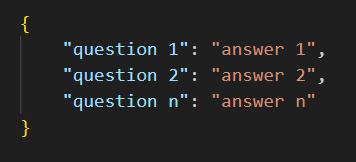 {
"question 1": "answer 1",
"question 2": "answer 2",
"question n": "answer n"
}